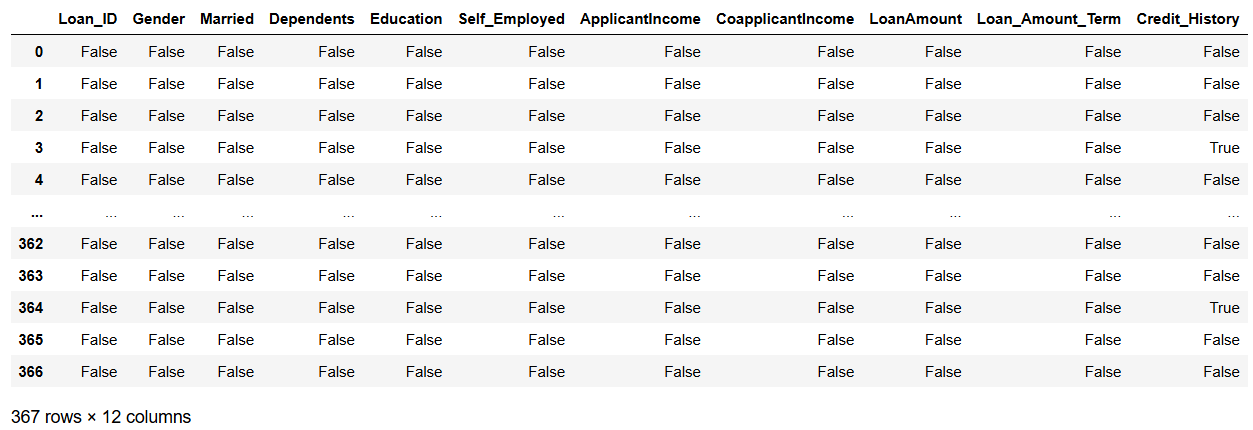 Loan_ID Gender Married Dependents Education Self_Employed ApplicantIncome CoapplicantIncome LoanAmount Loan_Amount_Term Credit_History
0 False False False False False False False False False False False
1 False False False False False False False False False False False
2 False False False False False False False False False False False
3 False False False False False False False False False False True
4 False False False False False False False False False False False
... ... ... ... ... ... ... ... ... ... ... ...
362 False False False False False False False False False False False
363 False False False False False False False False False False False
364 False False False False False False False False False False True
365 False False False False False False False False False False False
366 False False False False False False False False False False False
367 rows × 12 columns